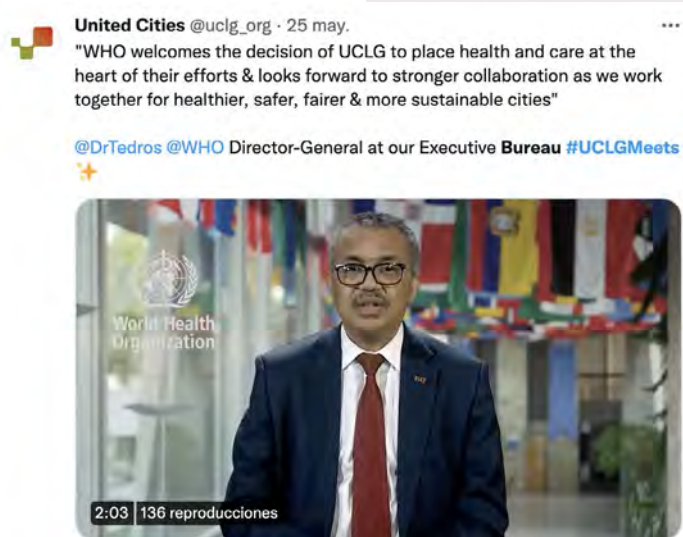 United Cities @uclg_org · 25 may.
"WHO welcomes the decision of UCLG to place health and care at the
heart of their efforts & looks forward to stronger collaboration as we work
together for healthier, safer, fairer & more sustainable cities"
@DrTedros @WHO Director-General at our Executive Bureau #UCLGMeets
World Health
Organization
2:03 136 reproducciones